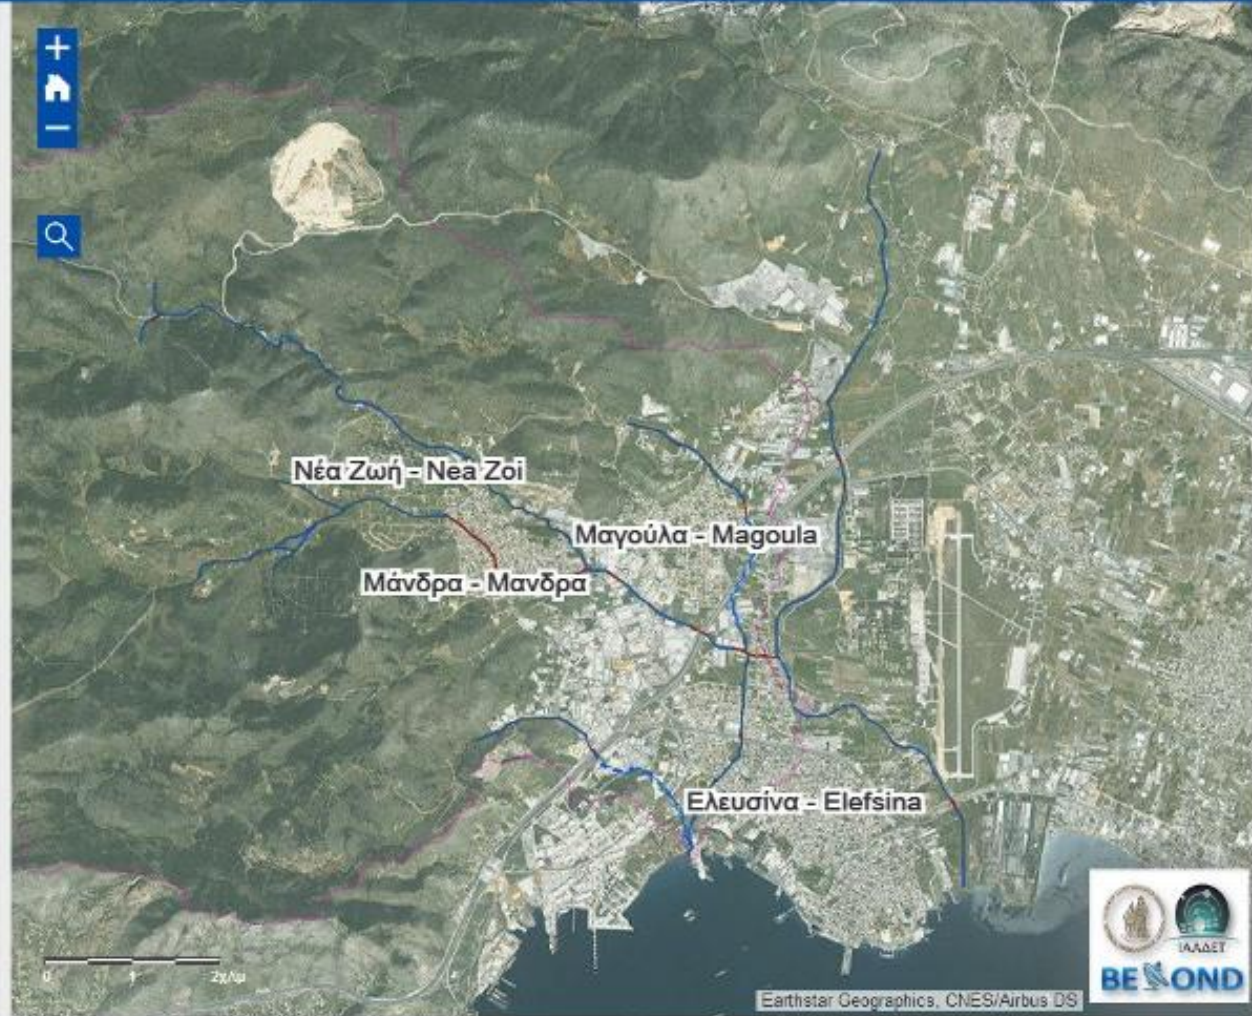 +
−
Νέα Ζωή - Nea Zoi
Μαγούλα - Magoula
Μάνδρα - Μανδρα
Ελευσίνα - Elefsina
0 1 2χλμ
ΙΑΑΔΕΤ
BEYOND
Earthstar Geographics, CNES/Airbus DS